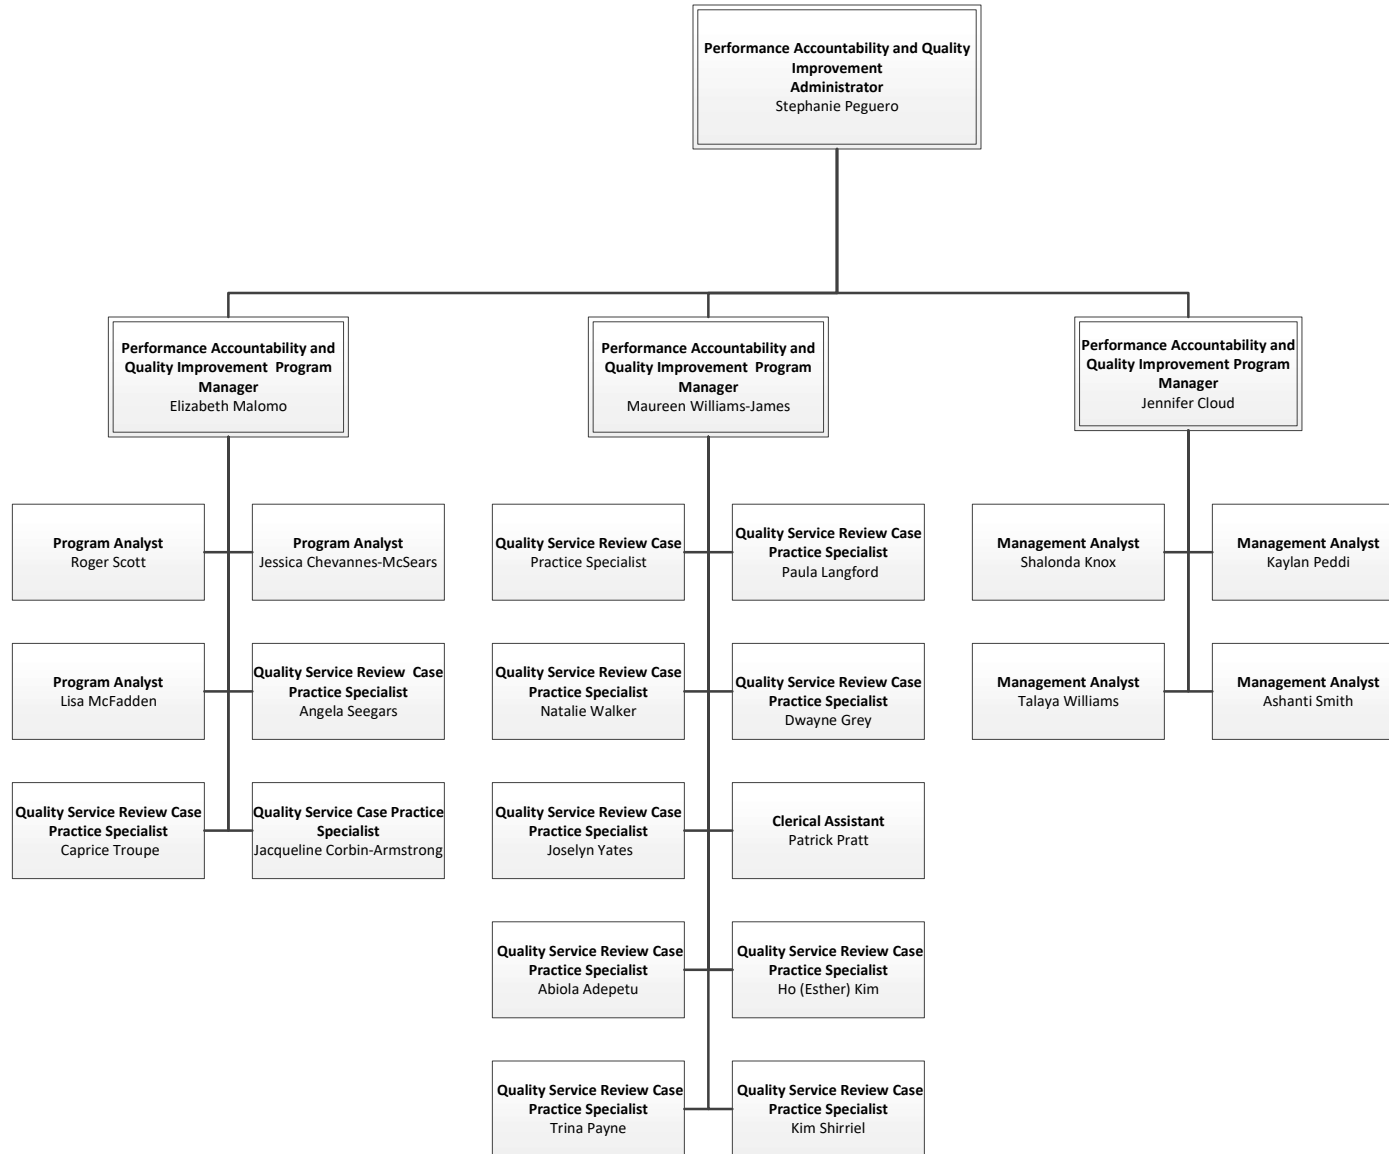 Performance Accountability and Quality
Improvement
Administrator
Stephanie Peguero
Performance Accountability and
Quality Improvement  Program
Manager
Elizabeth Malomo
Performance Accountability and
Quality Improvement  Program
Manager
Maureen Williams-James
Performance Accountability and
Quality Improvement Program
Manager
Jennifer Cloud
Program Analyst
Roger Scott
Program Analyst
Jessica Chevannes-McSears
Quality Service Review Case
Practice Specialist
Quality Service Review Case
Practice Specialist
Paula Langford
Management Analyst
Shalonda Knox
Management Analyst
Kaylan Peddi
Program Analyst
Lisa McFadden
Quality Service Review  Case
Practice Specialist
Angela Seegars
Quality Service Review Case
Practice Specialist
Natalie Walker
Quality Service Review Case
Practice Specialist
Dwayne Grey
Management Analyst
Talaya Williams
Management Analyst
Ashanti Smith
Quality Service Review Case
Practice Specialist
Caprice Troupe
Quality Service Case Practice
Specialist
Jacqueline Corbin-Armstrong
Quality Service Review Case
Practice Specialist
Joselyn Yates
Clerical Assistant
Patrick Pratt
Quality Service Review Case
Practice Specialist
Abiola Adepetu
Quality Service Review Case
Practice Specialist
Ho (Esther) Kim
Quality Service Review Case
Practice Specialist
Trina Payne
Quality Service Review Case
Practice Specialist
Kim Shirriel